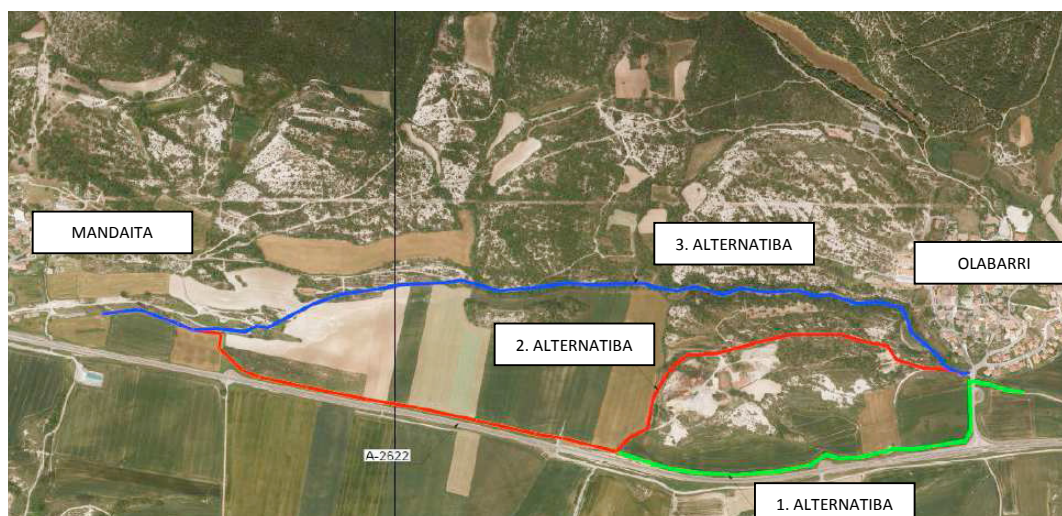 MANDAITA
3. ALTERNATIBA
OLABARRI
2. ALTERNATIBA
A-2622
1. ALTERNATIBA